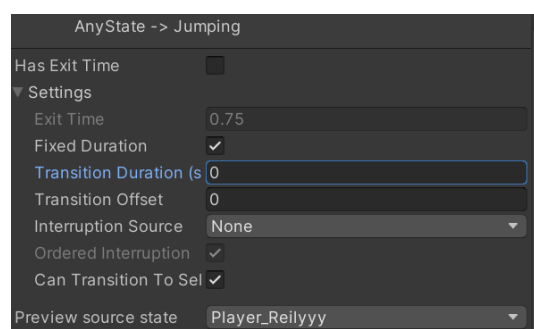 AnyState -> Jumping
Has Exit Time
Settings
Exit Time 0.75
Fixed Duration
Transition Duration (s 0
Transition Offset 0
Interruption Source None
Ordered Interruption
Can Transition To Sel
Preview source state Player_Reilyyy